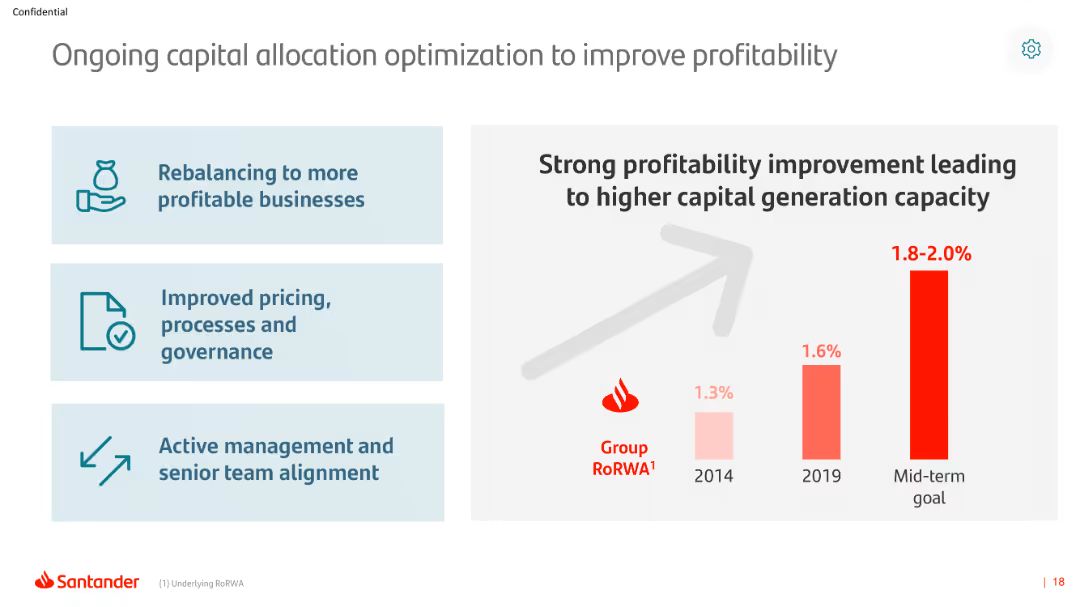 Confidential
Ongoing capital allocation optimization to improve profitability
Rebalancing to more
profitable businesses
Improved pricing,
processes and
governance
Active management and
senior team alignment
Strong profitability improvement leading
to higher capital generation capacity
1.8-2.0%
1.6%
1.3%
Group
RoRWA¹
2014
2019
Mid-term
goal
Santander
(1) Underlying RoRWA
| 18